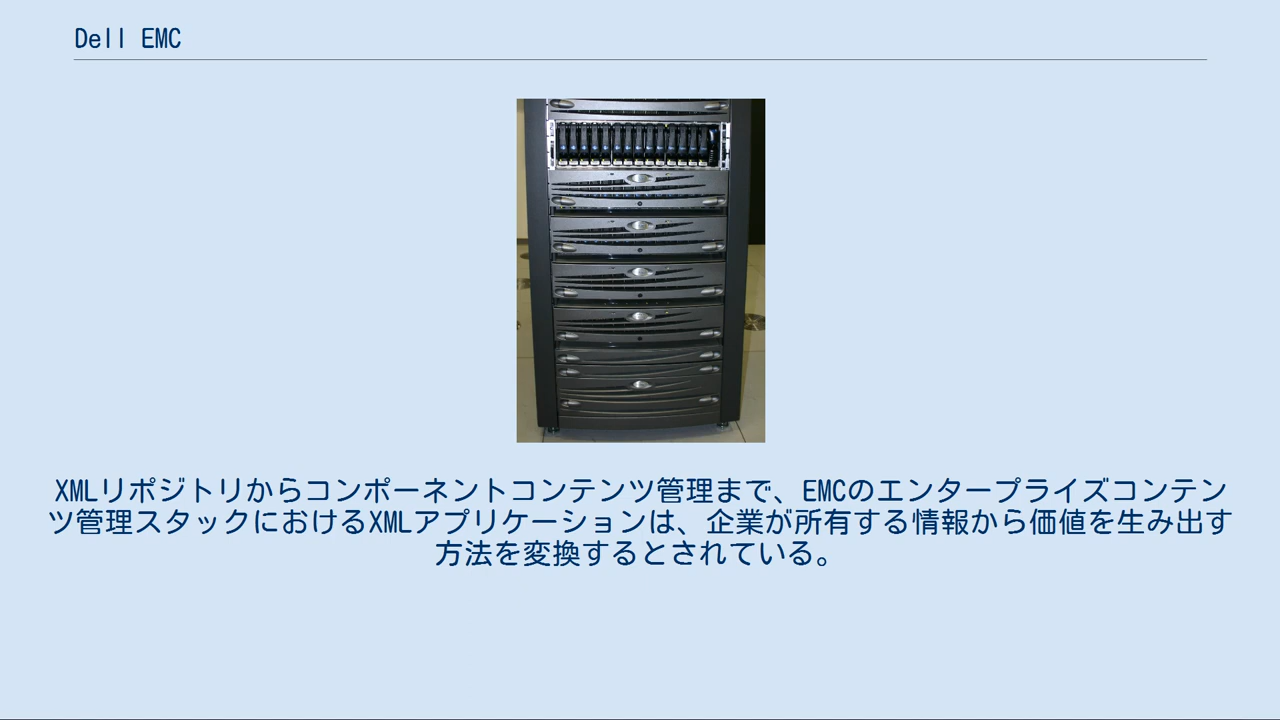 Dell EMC
XMLリポジトリからコンポーネントコンテンツ管理まで、EMCのエンタープライズコンテン
ツ管理スタックにおけるXMLアプリケーションは、企業が所有する情報から価値を生み出す
方法を変換するとされている。